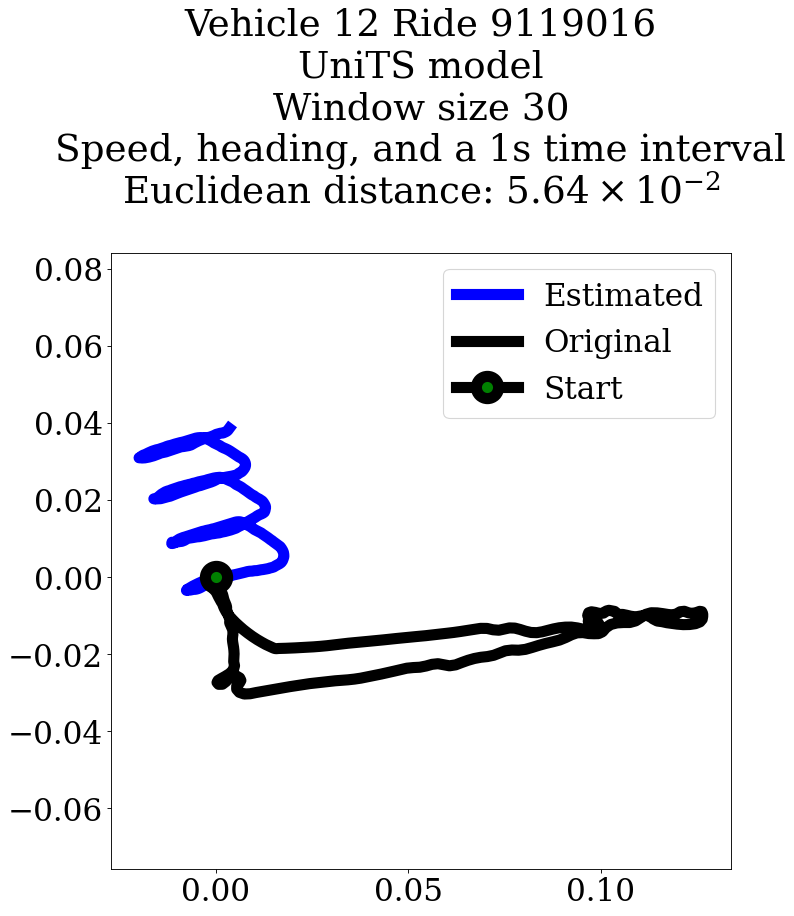 Vehicle 12 Ride 9119016
UniTS model
Window size 30
Speed, heading, and a 1s time interval
Euclidean distance: 5.64 × 10⁻²
0.08
Estimated
0.06
Original
0.04
Start
0.02
0.00
−0.02
−0.04
−0.06
0.00 0.05 0.10